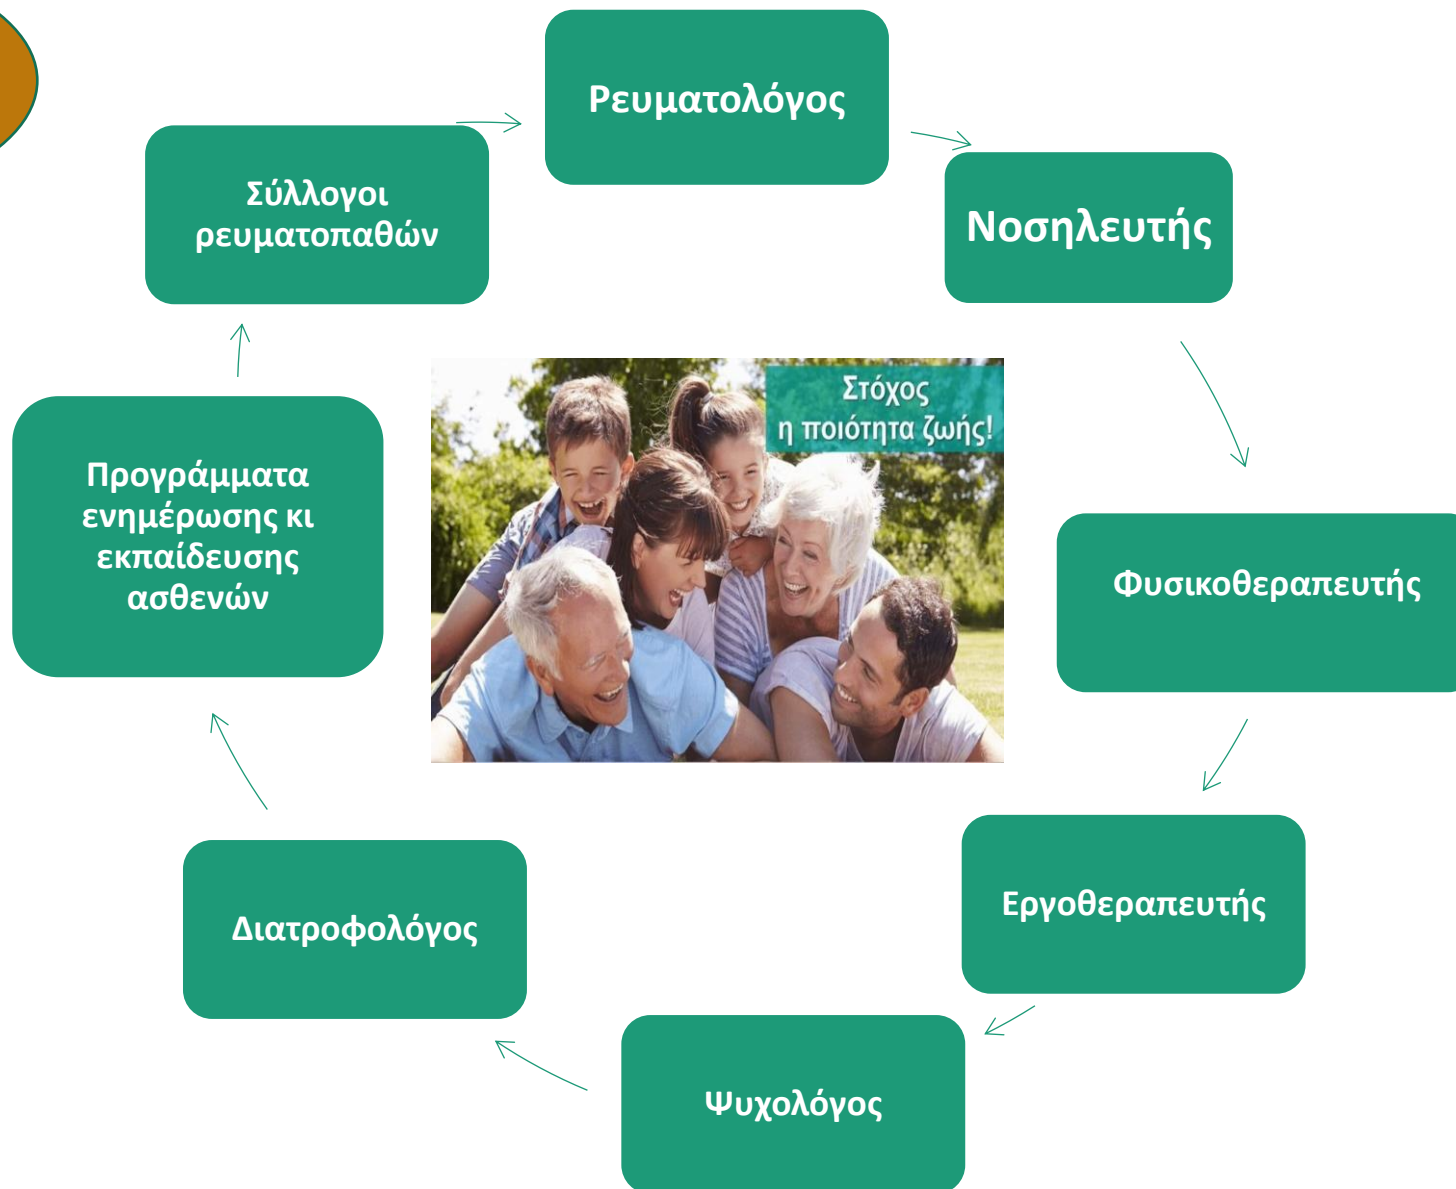 Ρευματολόγος
Νοσηλευτής
Φυσικοθεραπευτής
Εργοθεραπευτής
Ψυχολόγος
Διατροφολόγος
Προγράμματα
ενημέρωσης κι
εκπαίδευσης
ασθενών
Σύλλογοι
ρευματοπαθών
Στόχος
η ποιότητα ζωής!